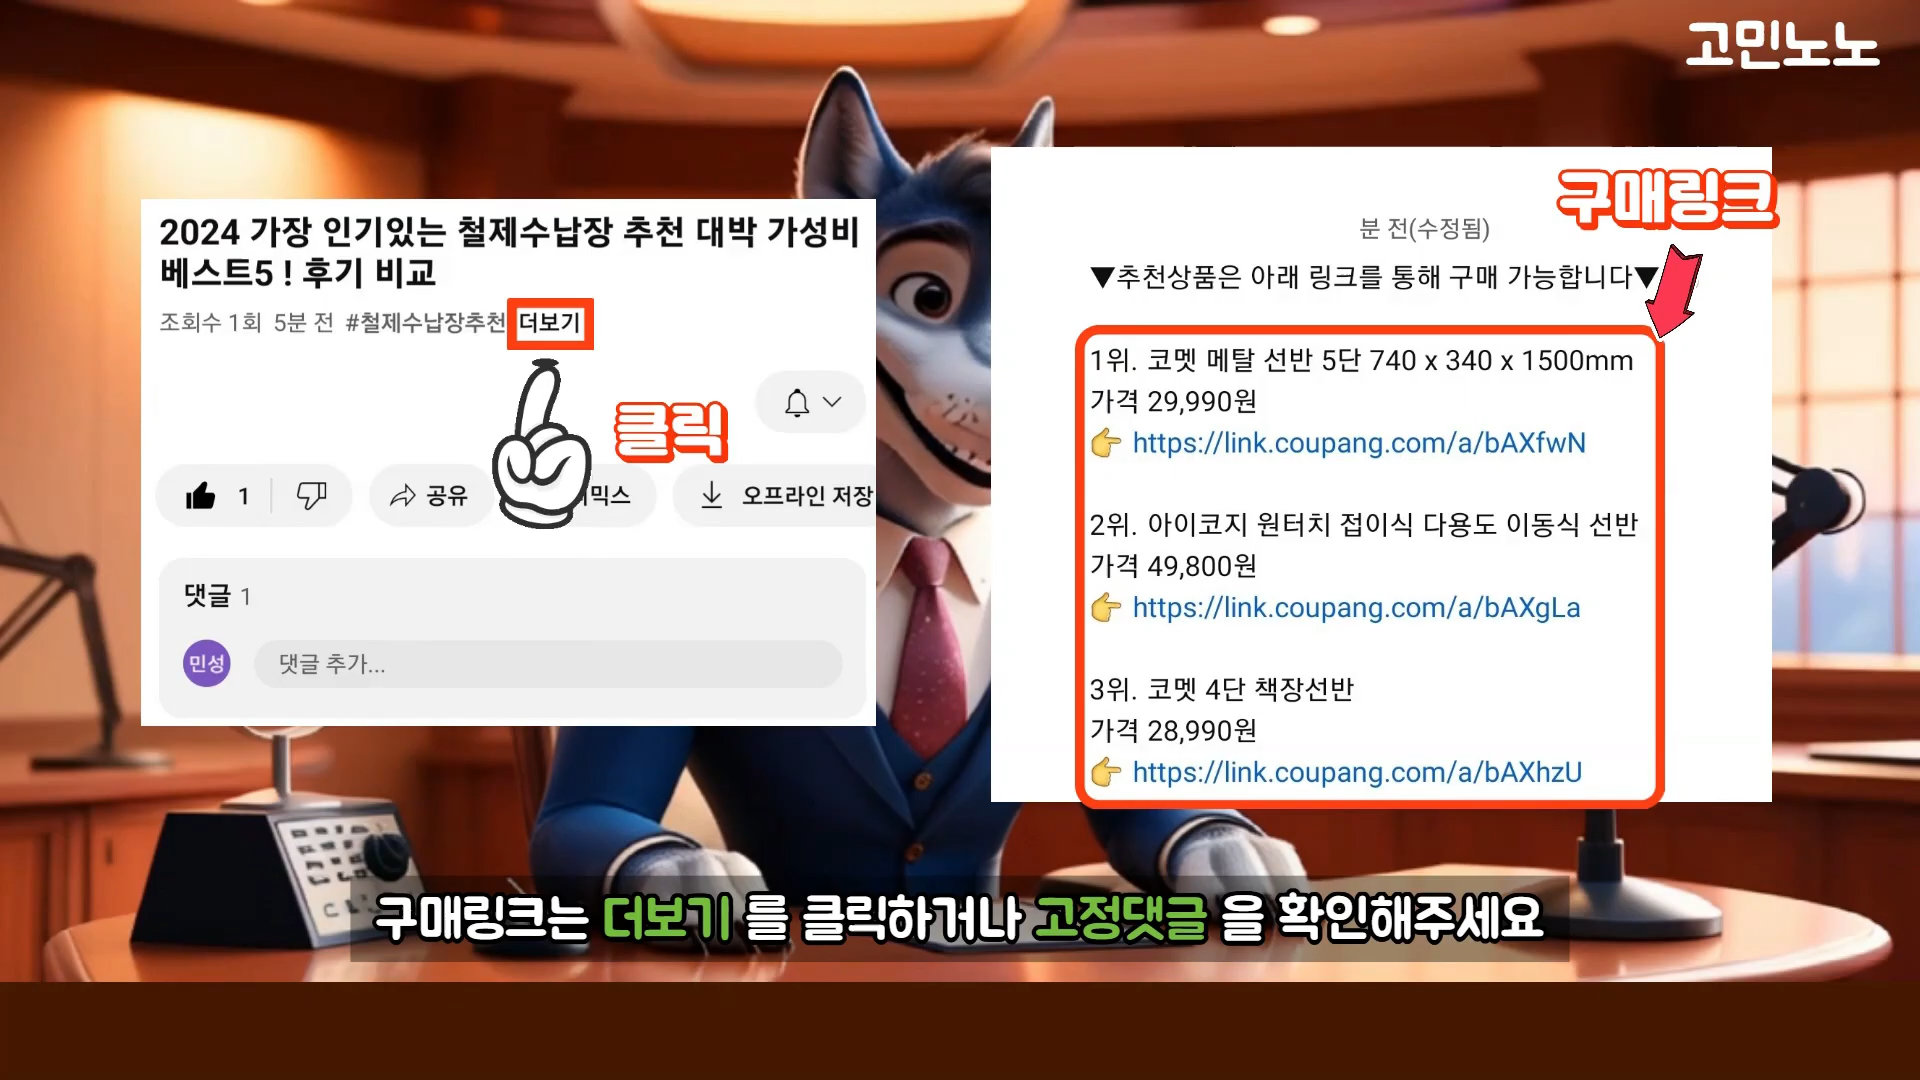 고민노노
2024 가장 인기있는 철제수납장 추천 대박 가성비
베스트5 ! 후기 비교
조회수 1회 5분 전 #철제수납장추천 더보기
클릭
1
공유
믹스
오프라인 저장
댓글 1
민성
댓글 추가...
구매링크
분 전(수정됨)
▼추천상품은 아래 링크를 통해 구매 가능합니다▼
1위. 코멧 메탈 선반 5단 740 x 340 x 1500mm
가격 29,990원
👉 https://link.coupang.com/a/bAXfwN
2위. 아이코지 원터치 접이식 다용도 이동식 선반
가격 49,800원
👉 https://link.coupang.com/a/bAXgLa
3위. 코멧 4단 책장선반
가격 28,990원
👉 https://link.coupang.com/a/bAXhzU
구매링크는 더보기 를 클릭하거나 고정댓글 을 확인해주세요